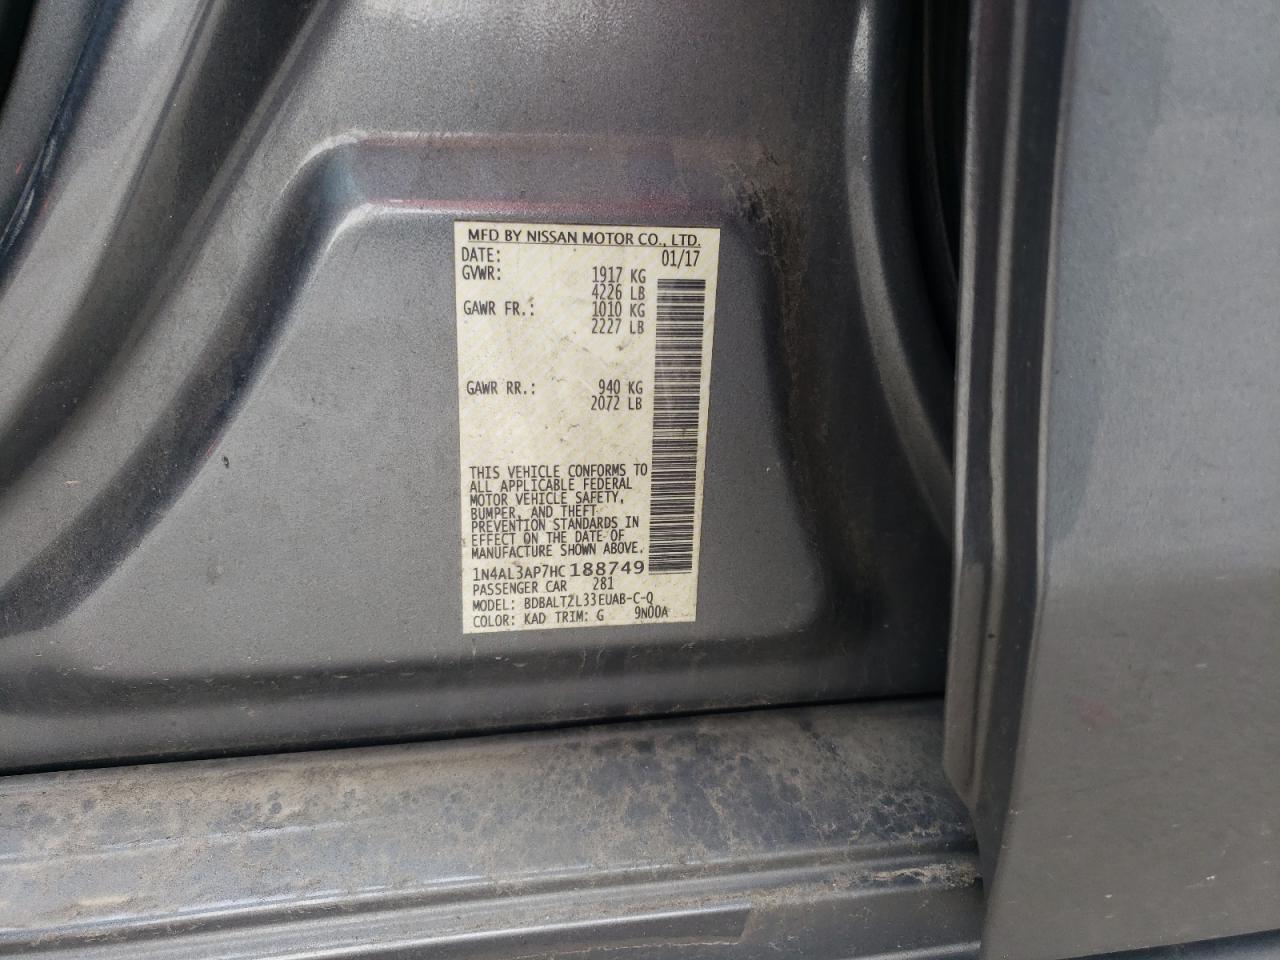 MFD BY NISSAN MOTOR CO., LTD.
DATE: 01/17
GVWR: 1917 KG
4226 LB
GAWR FR.: 1010 KG
2227 LB
GAWR RR.: 940 KG
2072 LB
THIS VEHICLE CONFORMS TO
ALL APPLICABLE FEDERAL
MOTOR VEHICLE SAFETY,
BUMPER, AND THEFT
PREVENTION STANDARDS IN
EFFECT ON THE DATE OF
MANUFACTURE SHOWN ABOVE.
1N4AL3AP7HC188749
PASSENGER CAR 281
MODEL: BDBALTZL33EUAB-C-Q
COLOR: KAD TRIM: G 9N00A